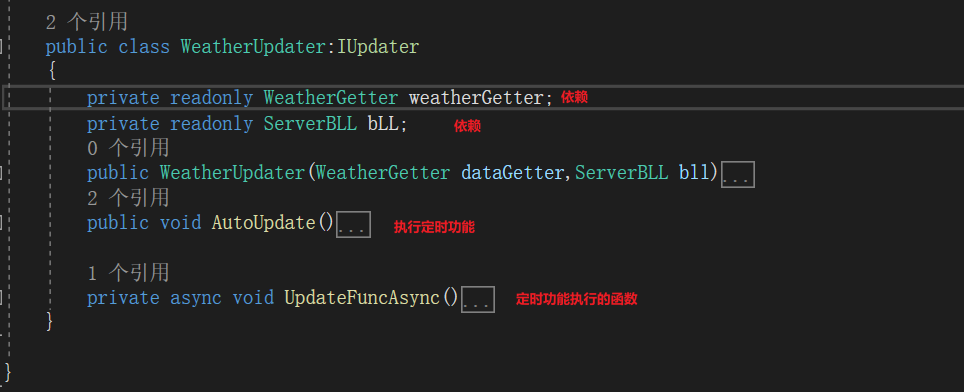 2 个引用
public class WeatherUpdater:IUpdater
{
private readonly WeatherGetter weatherGetter; 依赖
private readonly ServerBLL bLL; 依赖
0 个引用
public WeatherUpdater(WeatherGetter dataGetter,ServerBLL bll)...
2 个引用
public void AutoUpdate()... 执行定时功能
1 个引用
private async void UpdateFuncAsync()... 定时功能执行的函数
}
}